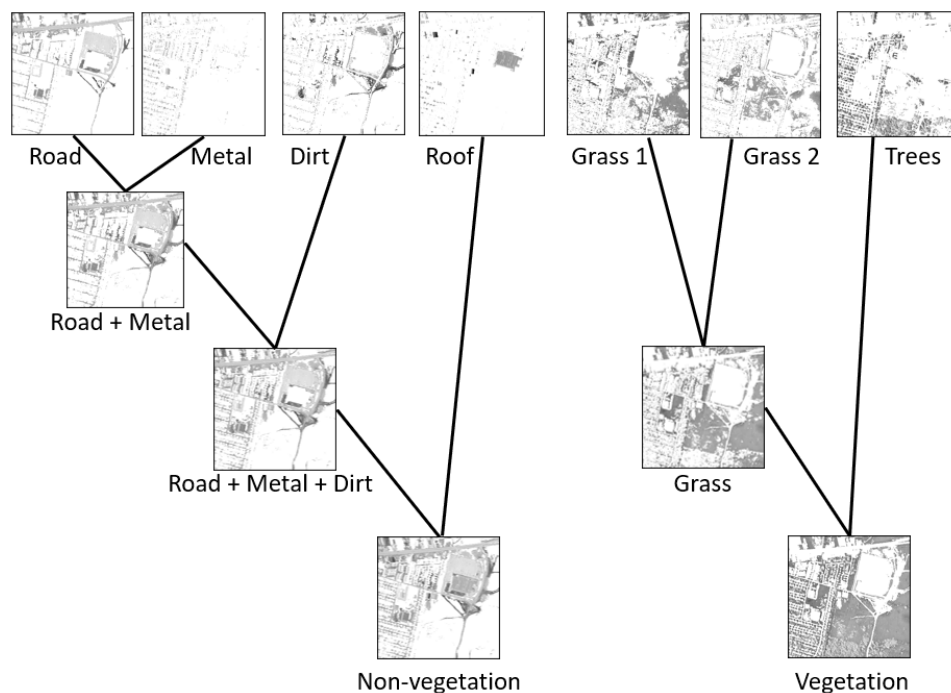 Road
Metal
Dirt
Roof
Grass 1
Grass 2
Trees
Road + Metal
Road + Metal + Dirt
Grass
Non-vegetation
Vegetation